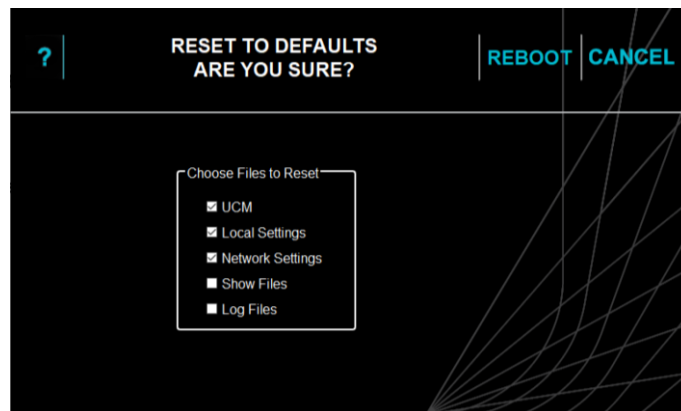 ?
RESET TO DEFAULTS
ARE YOU SURE?
REBOOT
CANCEL
Choose Files to Reset
UCM
Local Settings
Network Settings
Show Files
Log Files